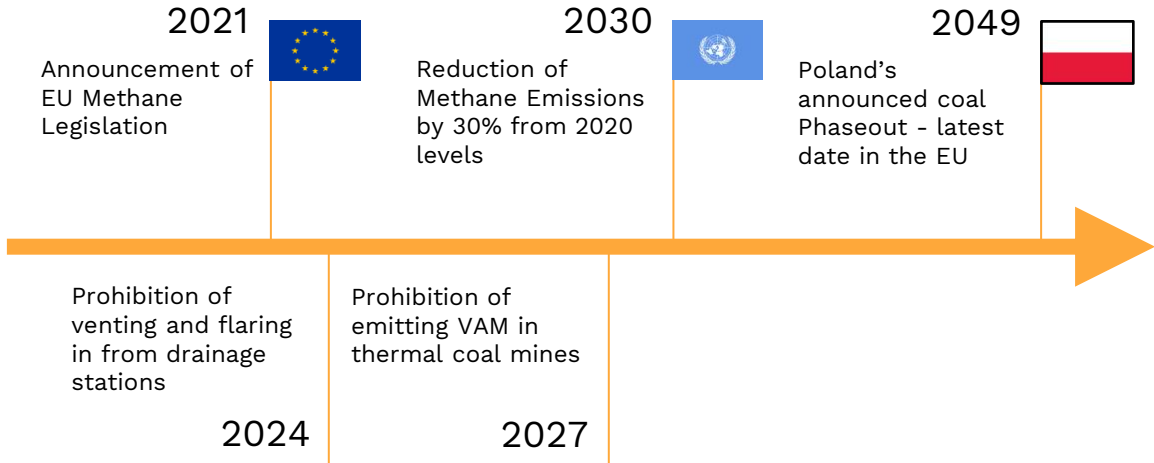 2021
Announcement of
EU Methane
Legislation
2030
Reduction of
Methane Emissions
by 30% from 2020
levels
2049
Poland's
announced coal
Phaseout - latest
date in the EU
Prohibition of
venting and flaring
in from drainage
stations
2024
Prohibition of
emitting VAM in
thermal coal mines
2027